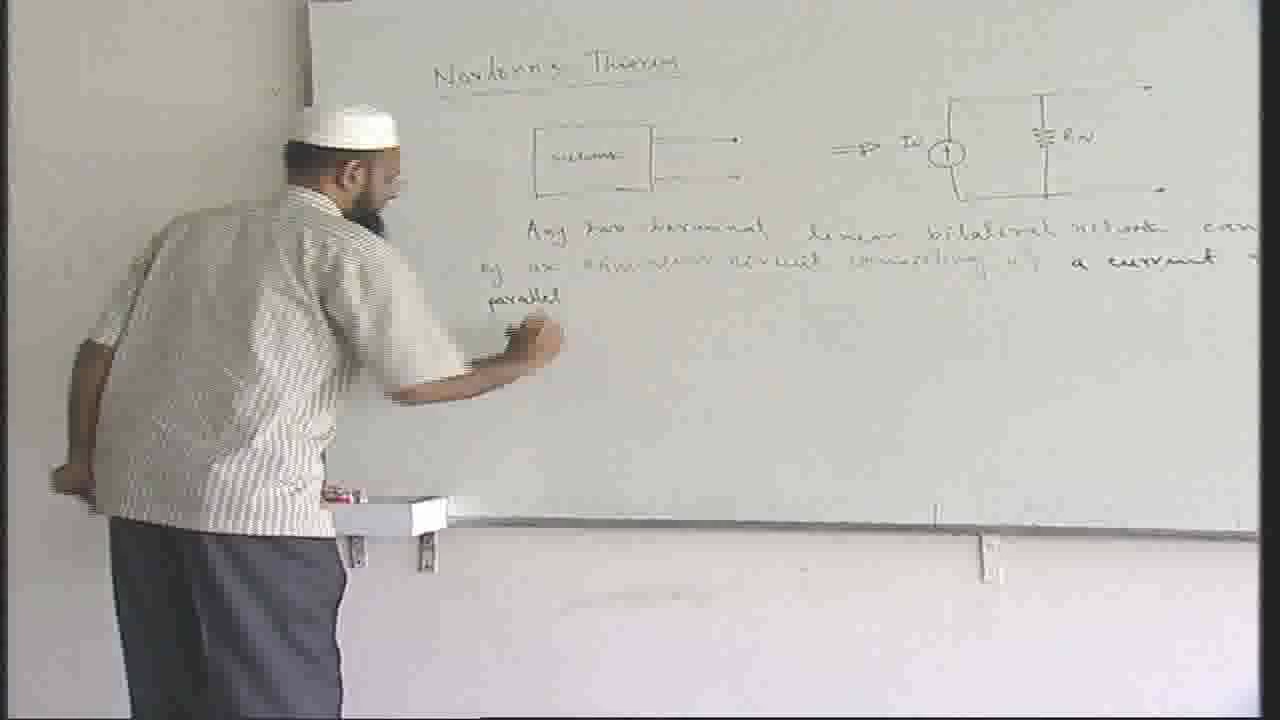 Nortons Theorem
Network
IN
RN
Any two terminal linear bilateral network can
by an equivalent circuit consisting of a current
parallel